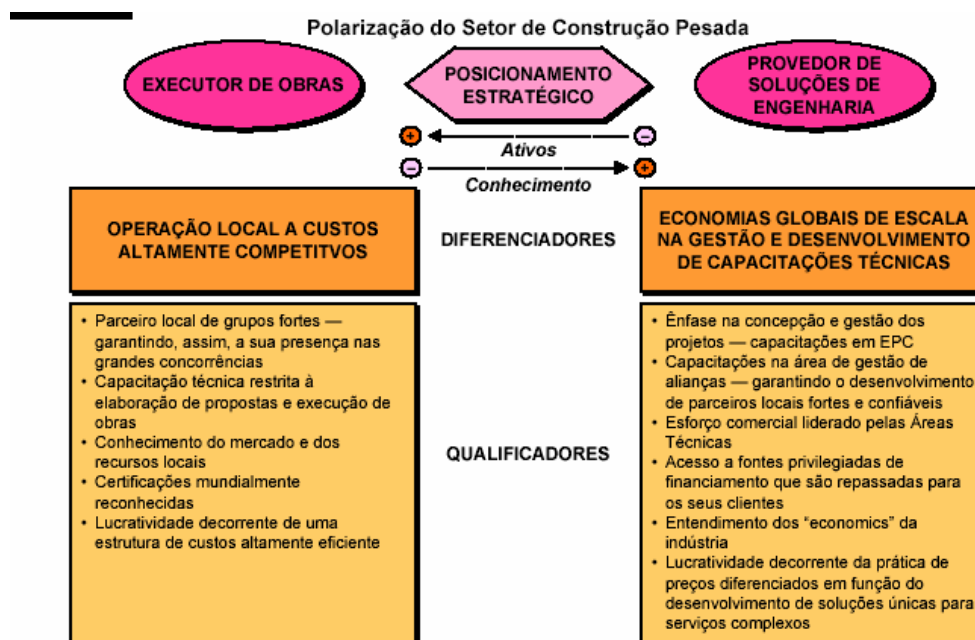 Polarização do Setor de Construção Pesada
EXECUTOR DE OBRAS
POSICIONAMENTO
ESTRATÉGICO
PROVEDOR DE
SOLUÇÕES DE
ENGENHARIA
+
−
Ativos
−
+
Conhecimento
OPERAÇÃO LOCAL A CUSTOS
ALTAMENTE COMPETITVOS
DIFERENCIADORES
ECONOMIAS GLOBAIS DE ESCALA
NA GESTÃO E DESENVOLVIMENTO
DE CAPACITAÇÕES TÉCNICAS
• Parceiro local de grupos fortes —
garantindo, assim, a sua presença nas
grandes concorrências
• Capacitação técnica restrita à
elaboração de propostas e execução de
obras
• Conhecimento do mercado e dos
recursos locais
• Certificações mundialmente
reconhecidas
• Lucratividade decorrente de uma
estrutura de custos altamente eficiente
QUALIFICADORES
• Ênfase na concepção e gestão dos
projetos — capacitações em EPC
• Capacitações na área de gestão de
alianças — garantindo o desenvolvimento
de parceiros locais fortes e confiáveis
• Esforço comercial liderado pelas Áreas
Técnicas
• Acesso a fontes privilegiadas de
financiamento que são repassadas para
os seus clientes
• Entendimento dos “economics” da
indústria
• Lucratividade decorrente da prática de
preços diferenciados em função do
desenvolvimento de soluções únicas para
serviços complexos